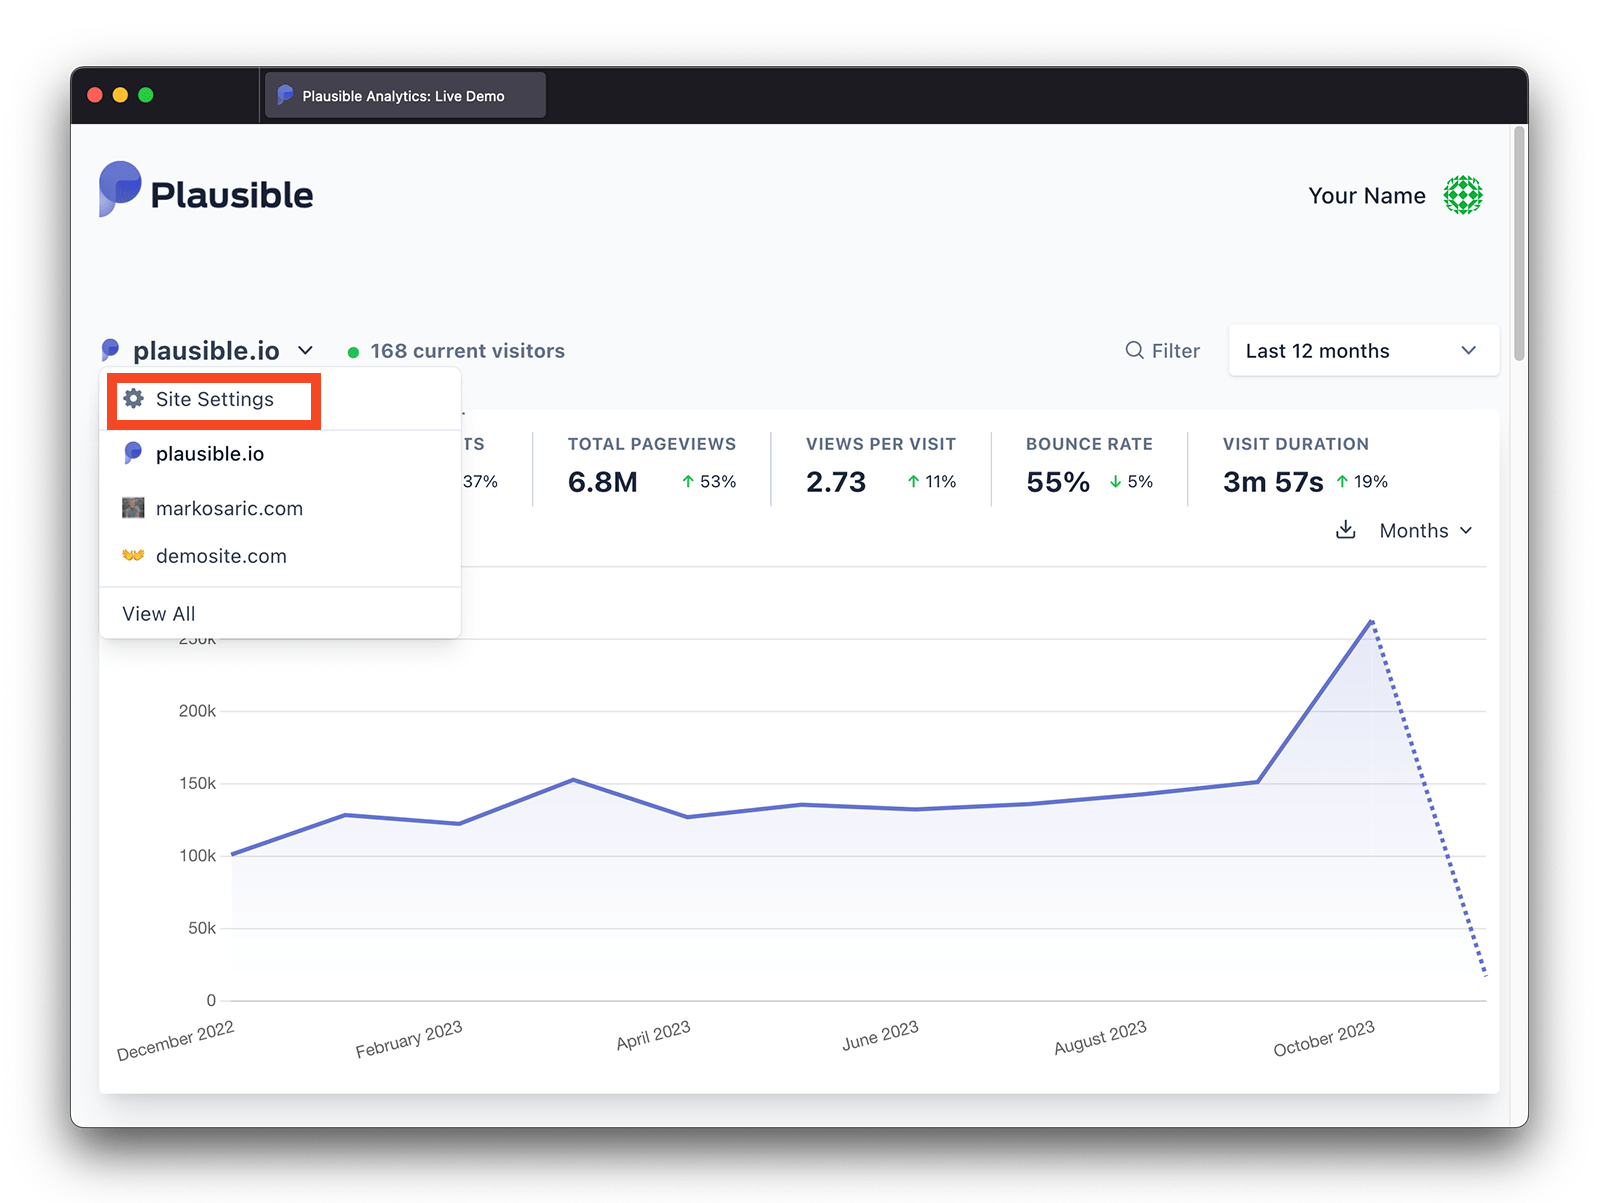 Plausible Analytics: Live Demo
Plausible
Your Name
plausible.io
168 current visitors
Filter
Last 12 months
Site Settings
plausible.io
markosaric.com
demosite.com
View All
TS
37%
TOTAL PAGEVIEWS
6.8M
53%
VIEWS PER VISIT
2.73
11%
BOUNCE RATE
55%
5%
VISIT DURATION
3m 57s
19%
Months
250k
200k
150k
100k
50k
0
December 2022
February 2023
April 2023
June 2023
August 2023
October 2023